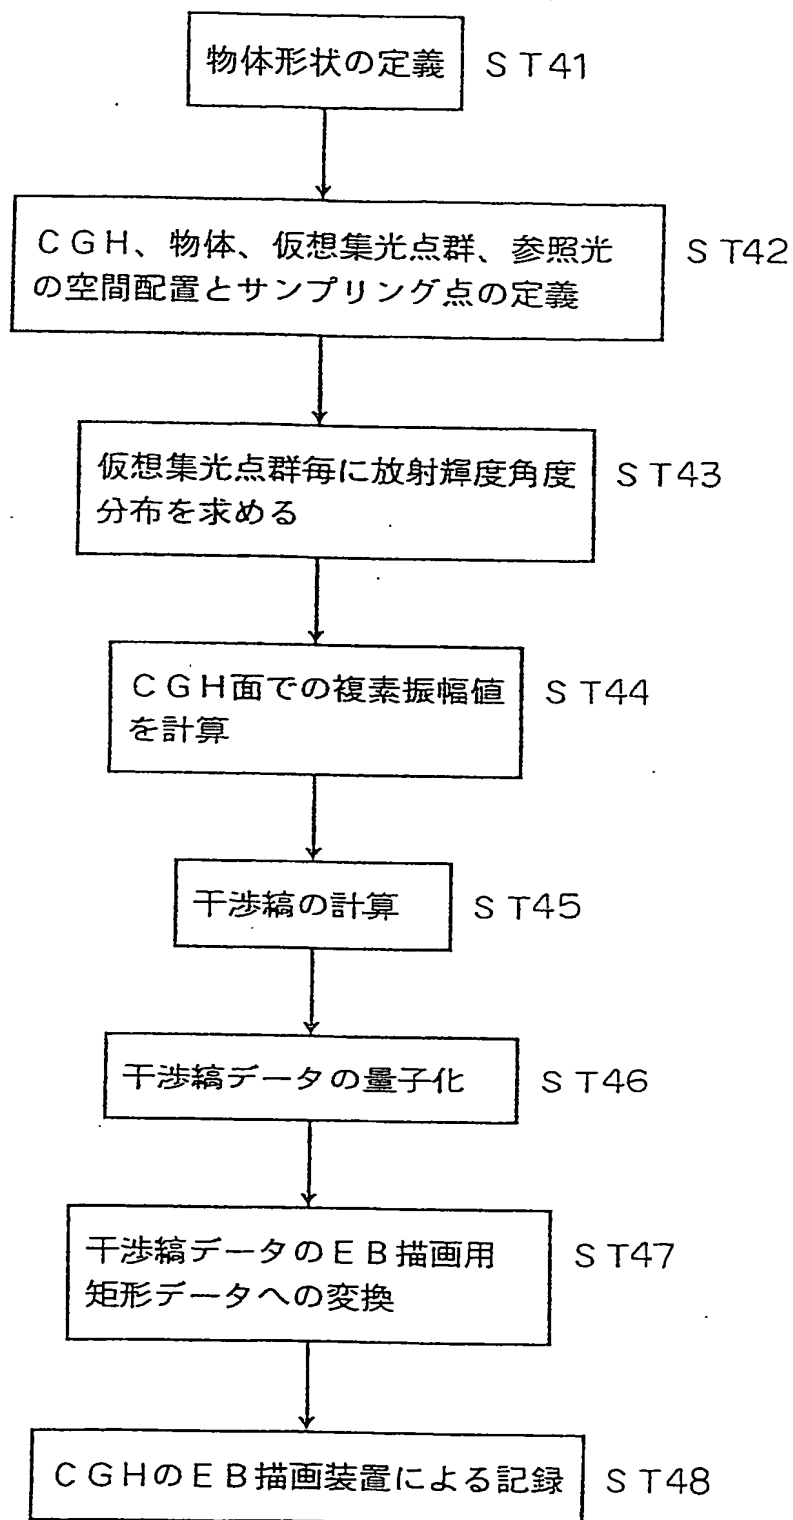 物体形状の定義 ST41
CGH、物体、仮想集光点群、参照光 ST42
の空間配置とサンプリング点の定義
仮想集光点群毎に放射輝度角度 ST43
分布を求める
CGH面での複素振幅値 ST44
を計算
干渉縞の計算 ST45
干渉縞データの量子化 ST46
干渉縞データのEB描画用 ST47
矩形データへの変換
CGHのEB描画装置による記録 ST48